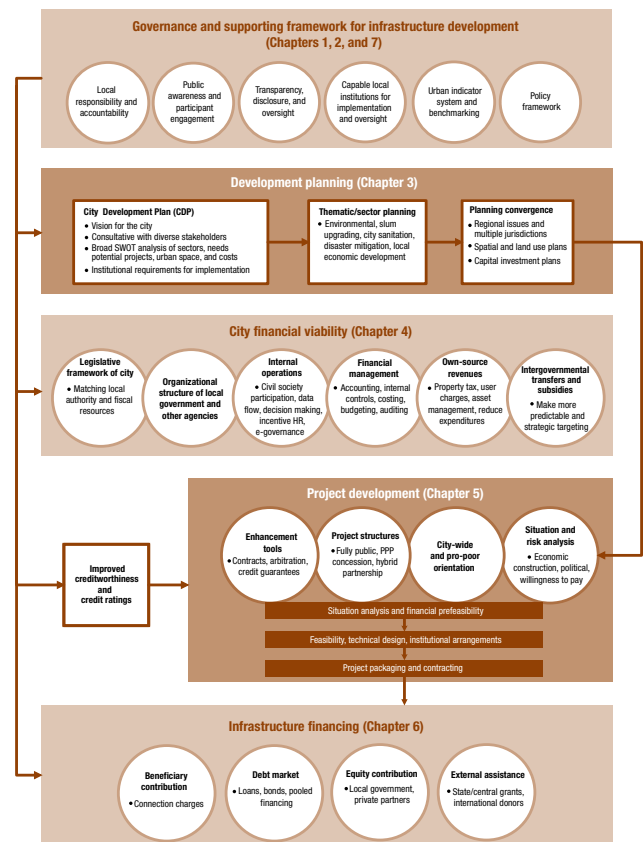 Governance and supporting framework for infrastructure development
(Chapters 1, 2, and 7)
Local
responsibility and
accountability
Public
awareness and
participant
engagement
Transparency,
disclosure, and
oversight
Capable local
institutions for
implementation
and oversight
Urban indicator
system and
benchmarking
Policy
framework
Development planning (Chapter 3)
City Development Plan (CDP)
• Vision for the city
• Consultative with diverse stakeholders
• Broad SWOT analysis of sectors, needs
potential projects, urban space, and costs
• Institutional requirements for implementation
Thematic/sector planning
• Environmental, slum
upgrading, city sanitation,
disaster mitigation, local
economic development
Planning convergence
• Regional issues and
multiple jurisdictions
• Spatial and land use plans
• Capital investment plans
City financial viability (Chapter 4)
Legislative
framework of city
• Matching local
authority and fiscal
resources
Organizational
structure of local
government and
other agencies
Internal
operations
• Civil society
participation, data
flow, decision making,
incentive HR,
e-governance
Financial
management
• Accounting, internal
controls, costing,
budgeting, auditing
Own-source
revenues
• Property tax, user
charges, asset
management, reduce
expenditures
Intergovernmental
transfers and
subsidies
• Make more
predictable and
strategic targeting
Project development (Chapter 5)
Enhancement
tools
• Contracts, arbitration,
credit guarantees
Project structures
• Fully public, PPP
concession, hybrid
partnership
City-wide
and pro-poor
orientation
Situation and
risk analysis
• Economic
construction, political,
willingness to pay
Improved
creditworthiness
and
credit ratings
Situation analysis and financial prefeasibility
Feasibility, technical design, institutional arrangements
Project packaging and contracting
Infrastructure financing (Chapter 6)
Beneficiary
contribution
• Connection charges
Debt market
• Loans, bonds, pooled
financing
Equity contribution
• Local government,
private partners
External assistance
• State/central grants,
international donors